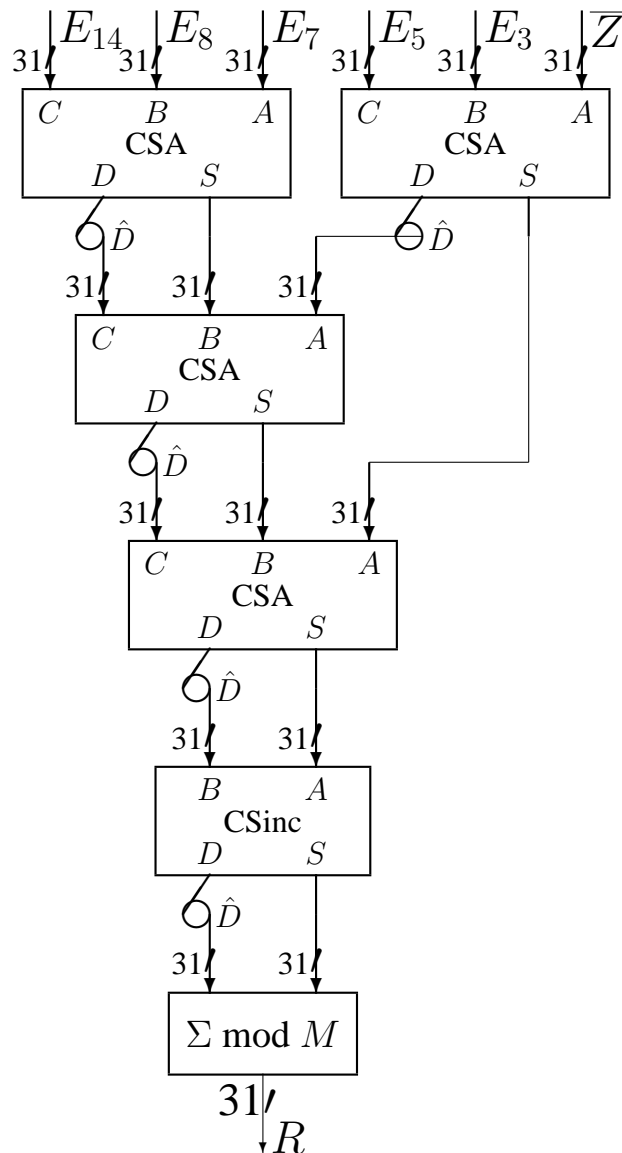 E₁₄ E₈ E₇ E₅ E₃ Z̅
31 31 31 31 31 31
C B A C B A
CSA CSA
D S D S
D̂ D̂
31 31 31
C B A
CSA
D S
D̂
31 31 31
C B A
CSA
D S
D̂
31 31
B A
CSinc
D S
D̂
31 31
Σ mod M
31
R